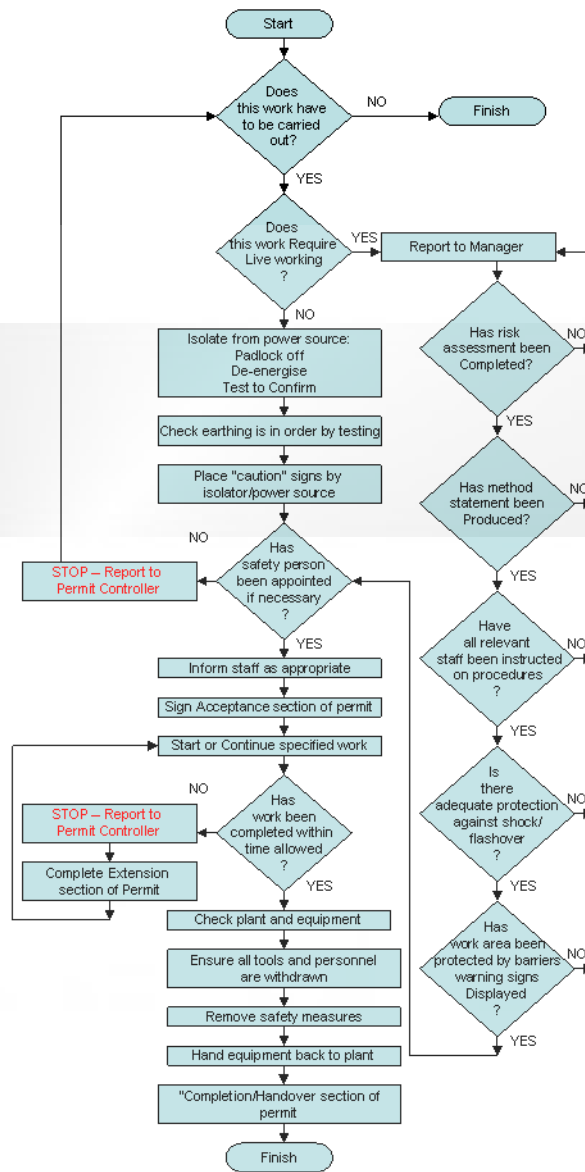 Start
Does
this work have
to be carried
out?
NO
Finish
YES
Does
this work Require
Live working
?
YES
Report to Manager
NO
Isolate from power source:
Padlock off
De-energise
Test to Confirm
Check earthing is in order by testing
Place "caution" signs by
isolator/power source
Has
safety person
been appointed
if necessary
?
NO
STOP – Report to
Permit Controller
YES
Inform staff as appropriate
Sign Acceptance section of permit
Start or Continue specified work
Has
work been
completed within
time allowed
?
NO
STOP – Report to
Permit Controller
Complete Extension
section of Permit
YES
Check plant and equipment
Ensure all tools and personnel
are withdrawn
Remove safety measures
Hand equipment back to plant
"Completion/Handover section of
permit
Finish
Has risk
assessment been
Completed?
NO
YES
Has method
statement been
Produced?
NO
YES
Have
all relevant
staff been instructed
on procedures
?
NO
YES
Is
there
adequate protection
against shock/
flashover
?
NO
YES
Has
work area been
protected by barriers
warning signs
Displayed
?
NO
YES